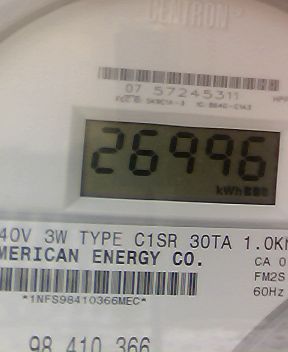 CENTRON
07 57245311
26996
kWh
40V 3W TYPE C1SR 30TA 1.0K
MERICAN ENERGY CO.
CA 0
FM2S
60Hz
*1NFS98410366MEC*
98 410 366